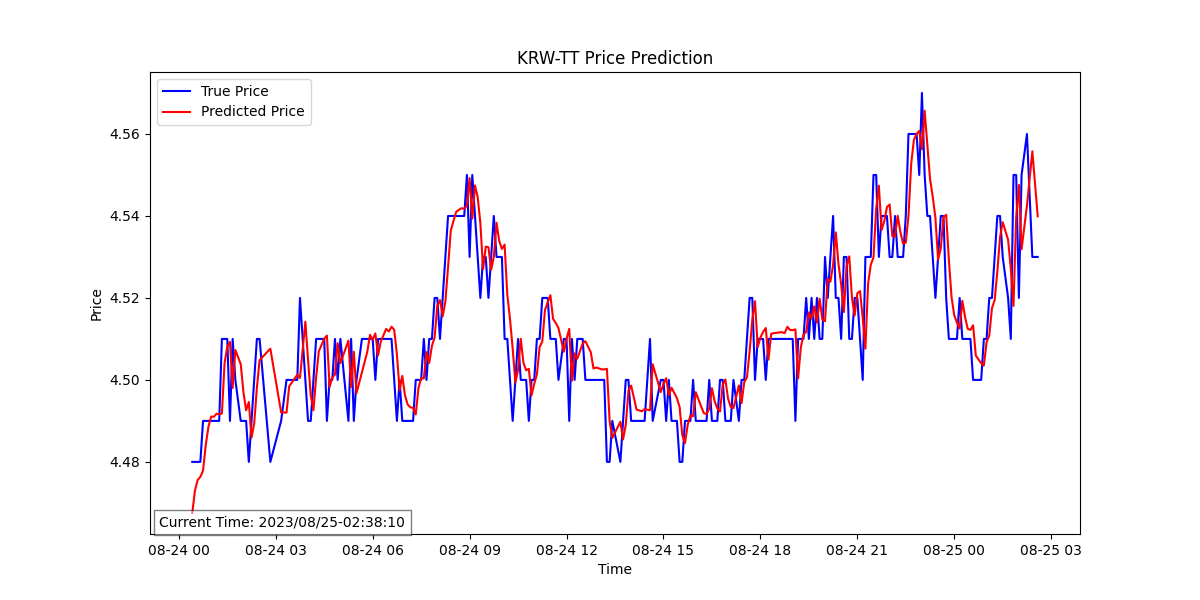 KRW-TT Price Prediction
True Price
Predicted Price
Price
4.56
4.54
4.52
4.50
4.48
Current Time: 2023/08/25-02:38:10
08-24 00 08-24 03 08-24 06 08-24 09 08-24 12 08-24 15 08-24 18 08-24 21 08-25 00 08-25 03
Time